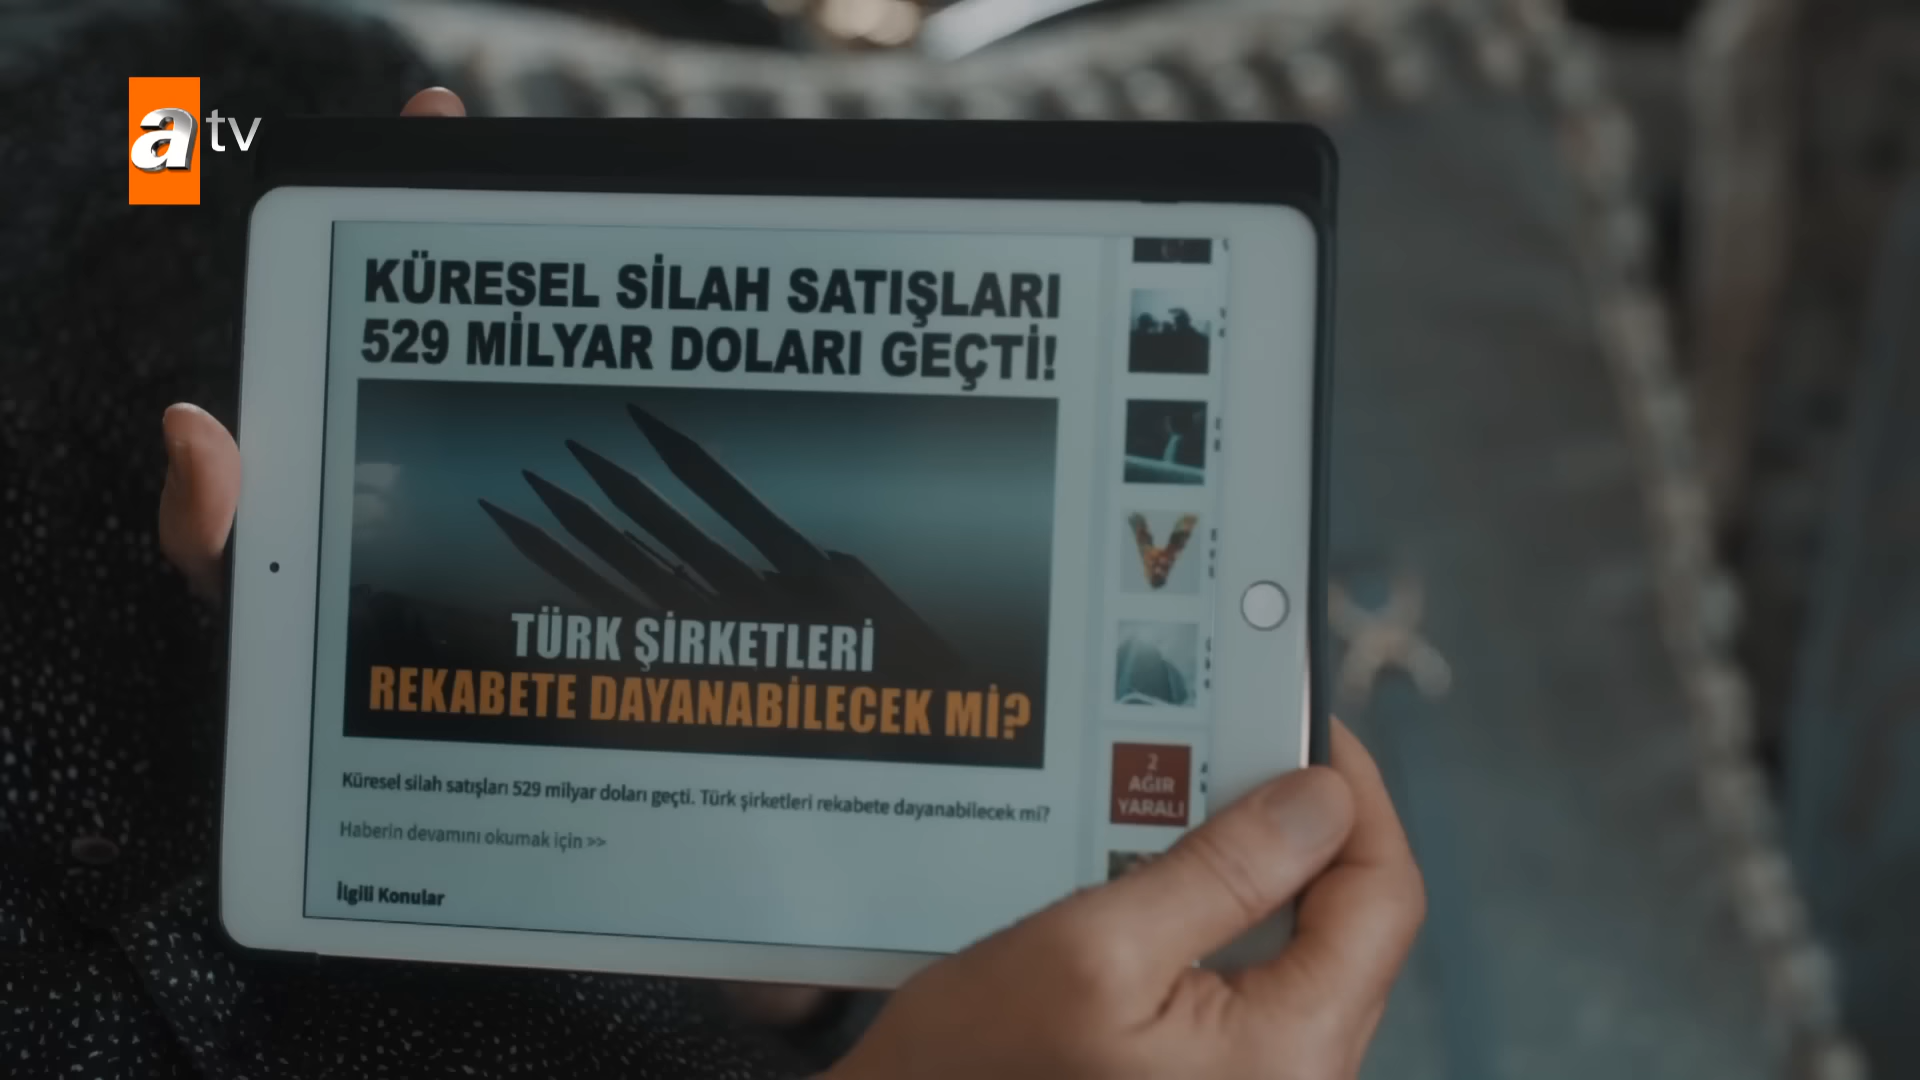 a tv
KÜRESEL SİLAH SATIŞLARI
529 MİLYAR DOLARI GEÇTİ!
TÜRK ŞİRKETLERİ
REKABETE DAYANABİLECEK Mİ?
Küresel silah satışları 529 milyar doları geçti. Türk şirketleri rekabete dayanabilecek mi?
Haberin devamını okumak için >>
İlgili Konular
2
AĞIR
YARALI